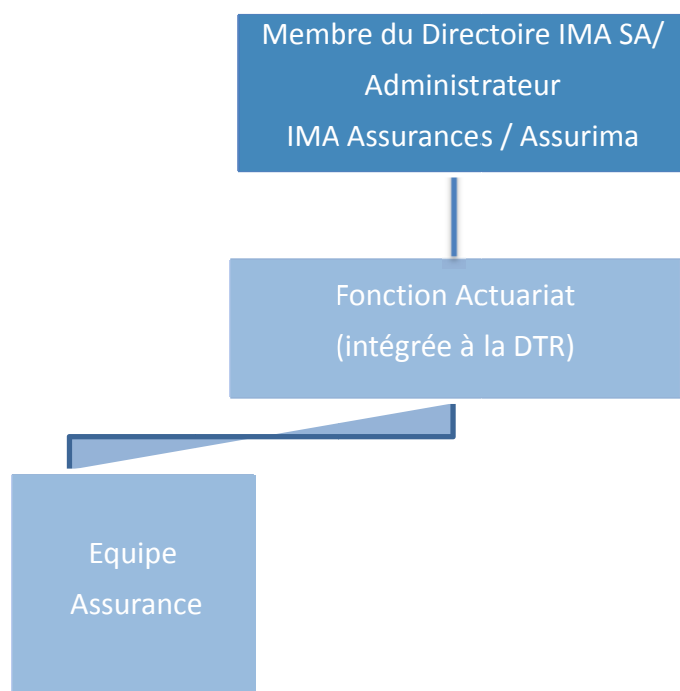 Membre du Directoire IMA SA/
Administrateur
IMA Assurances / Assurima
Fonction Actuariat
(intégrée à la DTR)
Equipe
Assurance